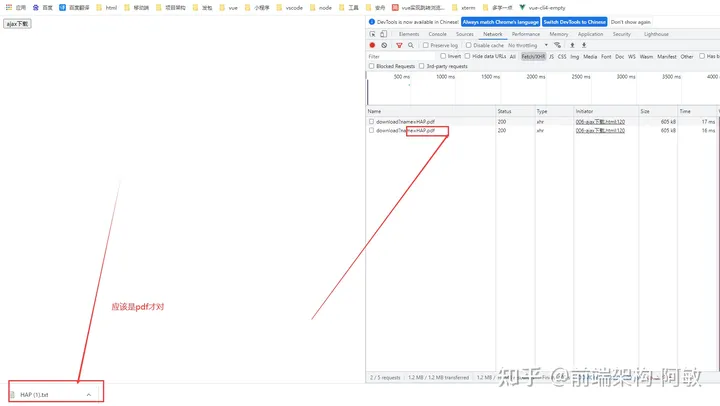 应用 百度 百度翻译 html 移动端 项目架构 发包 vue 小程序 vscode node 工具 安分 vue实现跳转浏览... xterm 多学一点 vue-cli4-empty
ajax下载
DevTools is now available in Chinese! Always match Chrome's language Switch DevTools to Chinese Don't show again
Elements Console Sources Network Performance Memory Application Security Lighthouse
Preserve log Disable cache No throttling
Filter Invert Hide data URLs All Fetch/XHR JS CSS Img Media Font Doc WS Wasm Manifest Other Has b
Blocked Requests 3rd-party requests
500 ms 1000 ms 1500 ms 2000 ms 2500 ms 3000 ms 3500 ms 4000
Name Status Type Initiator Size Time
download?name=HAP.pdf 200 xhr 006-ajax下载.html:120 605 kB 17 ms
download?name=HAP.pdf 200 xhr 006-ajax下载.html:120 605 kB 18 ms
应该是pdf才对
2 / 5 requests 1.2 MB / 1.2 MB transferred 1.2 MB /
知乎 @前端架构-阿敏
HAP (1).txt